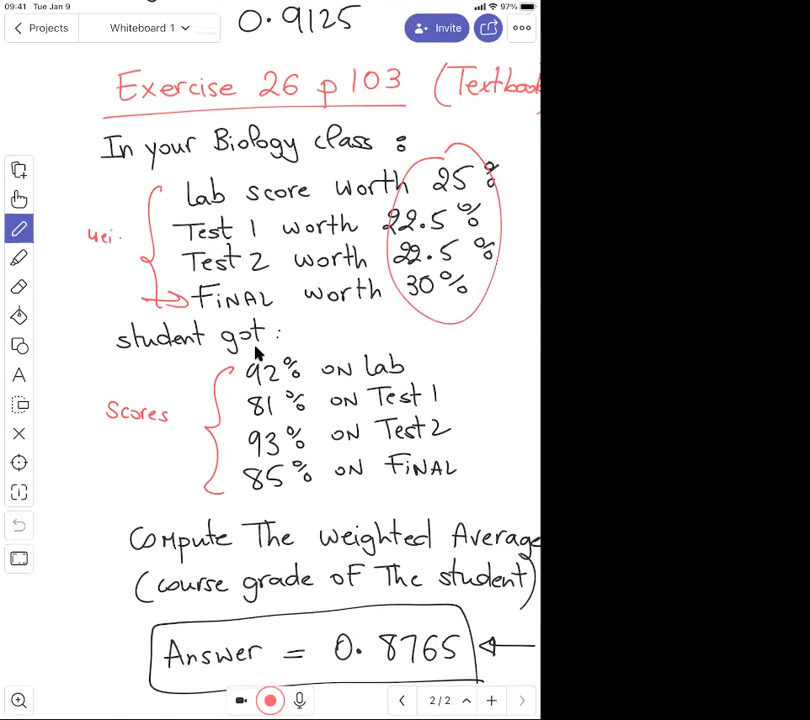 09:41 Tue Jan 9
97%
0.9125
Projects
Whiteboard 1
Invite
Exercise 26 p 103 (Textbook
In your Biology class :
Lab score worth 25%
Test 1 worth 22.5 %
Test 2 worth 22.5 %
Final worth 30%
student got :
92% on Lab
81 % on Test 1
93 % on Test 2
85% on Final
Scores
Compute The weighted Average
(course grade of The student)
Answer = 0.8765
2/2